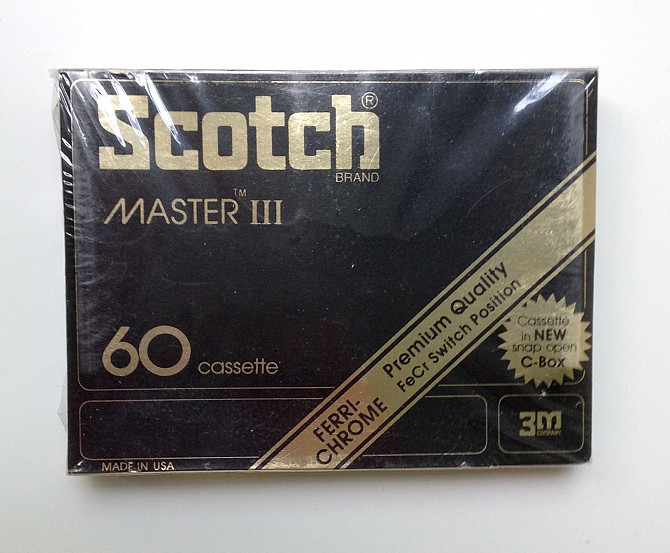 Scotch®
BRAND
MASTER™ III
60 cassette
FERRI-
CHROME
Premium Quality
FeCr Switch Position
Cassette
in NEW
snap open
C-Box
3M
COMPANY
MADE IN USA